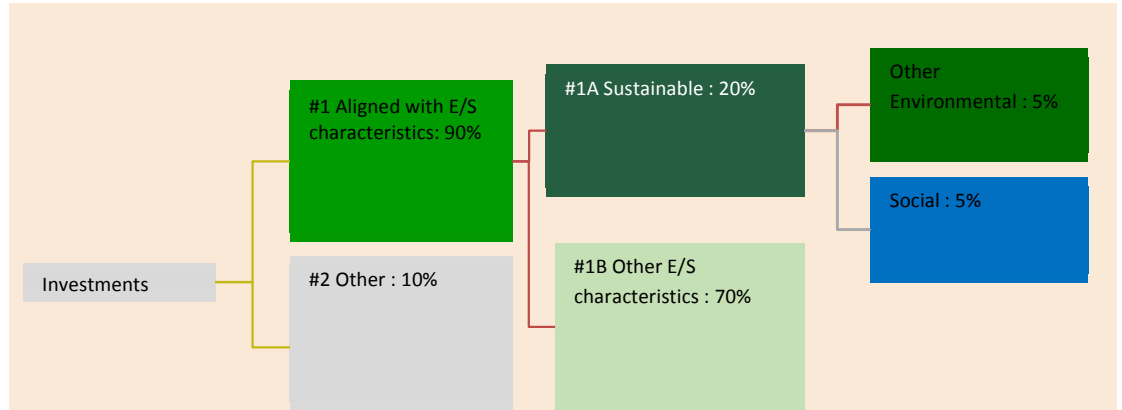 Investments
#1 Aligned with E/S
characteristics: 90%
#2 Other : 10%
#1A Sustainable : 20%
#1B Other E/S
characteristics : 70%
Other
Environmental : 5%
Social : 5%